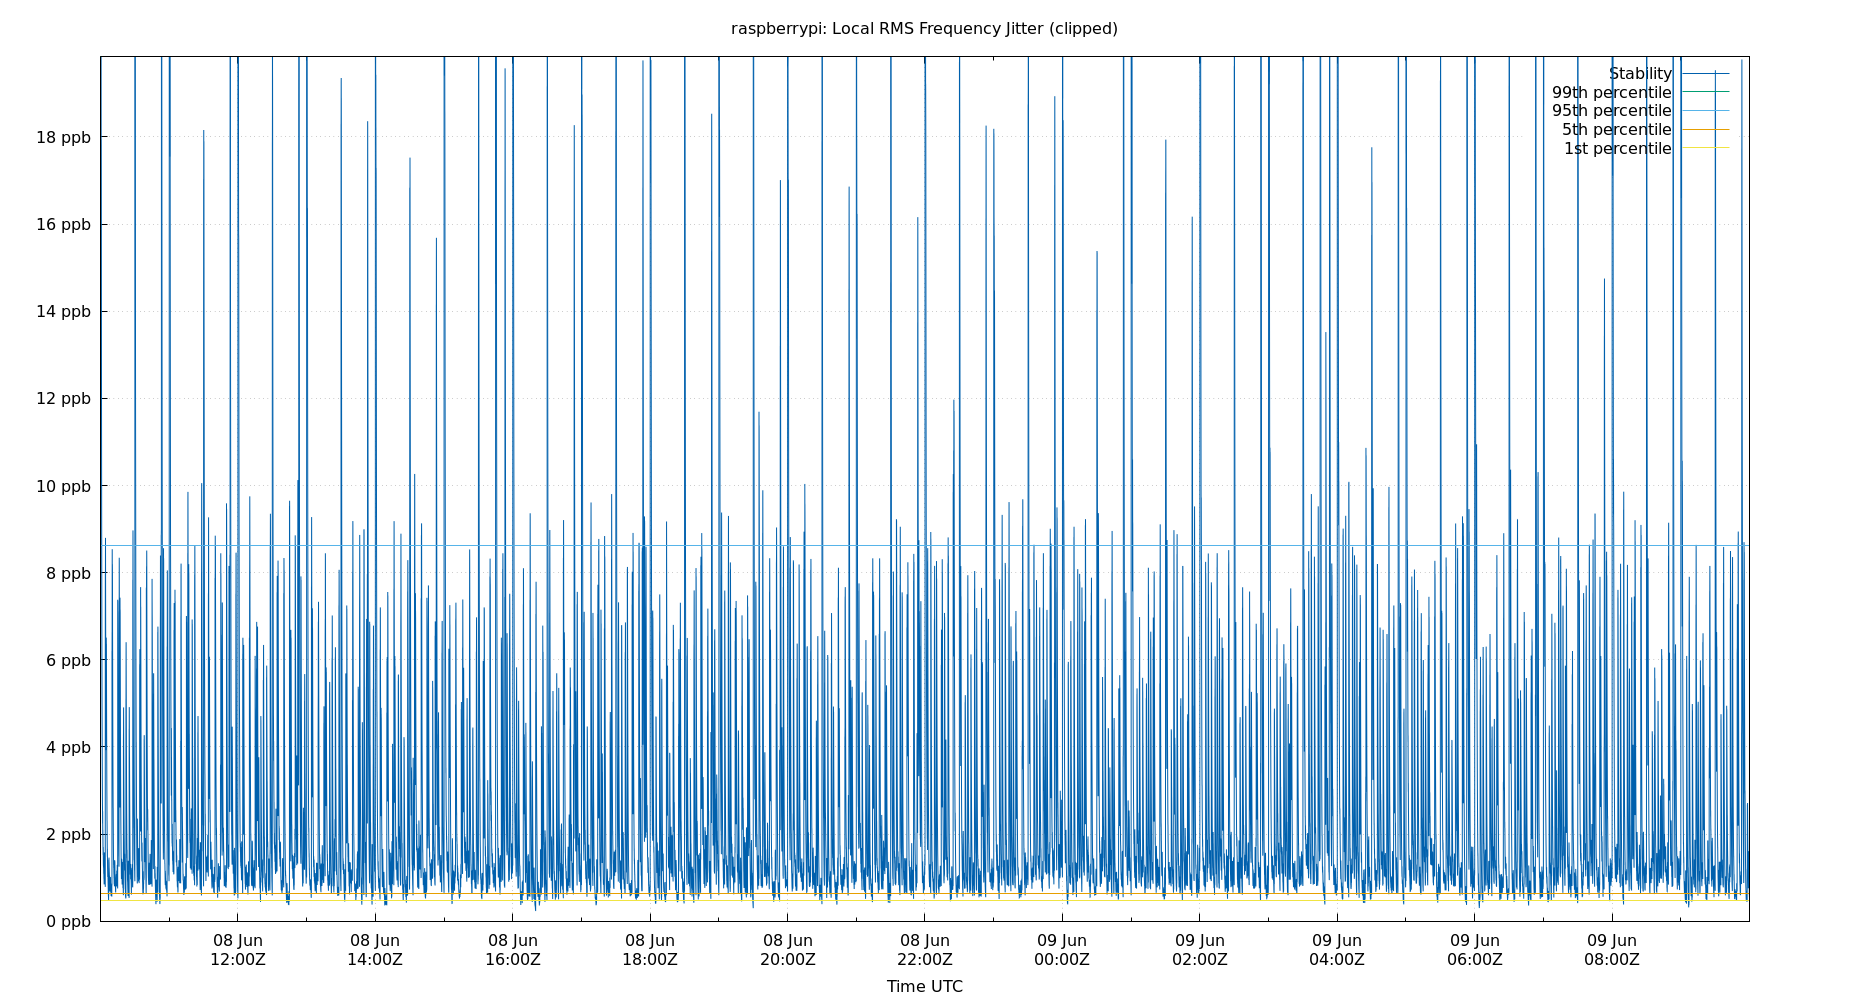 raspberrypi: Local RMS Frequency Jitter (clipped)
Stability
99th percentile
95th percentile
5th percentile
1st percentile
18 ppb
16 ppb
14 ppb
12 ppb
10 ppb
8 ppb
6 ppb
4 ppb
2 ppb
0 ppb
08 Jun 08 Jun 08 Jun 08 Jun 08 Jun 08 Jun 09 Jun 09 Jun 09 Jun 09 Jun 09 Jun
12:00Z 14:00Z 16:00Z 18:00Z 20:00Z 22:00Z 00:00Z 02:00Z 04:00Z 06:00Z 08:00Z
Time UTC